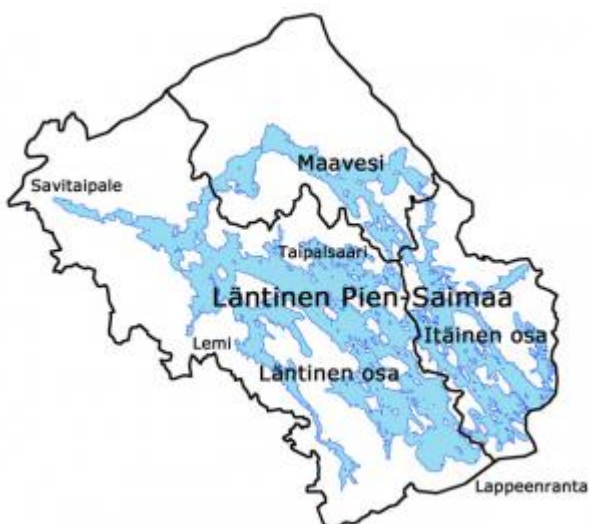 Maavesi
Savitaipale
Taipalsaari
Läntinen Pien-Saimaa
Itäinen osa
Lemi
Läntinen osa
Lappeenranta